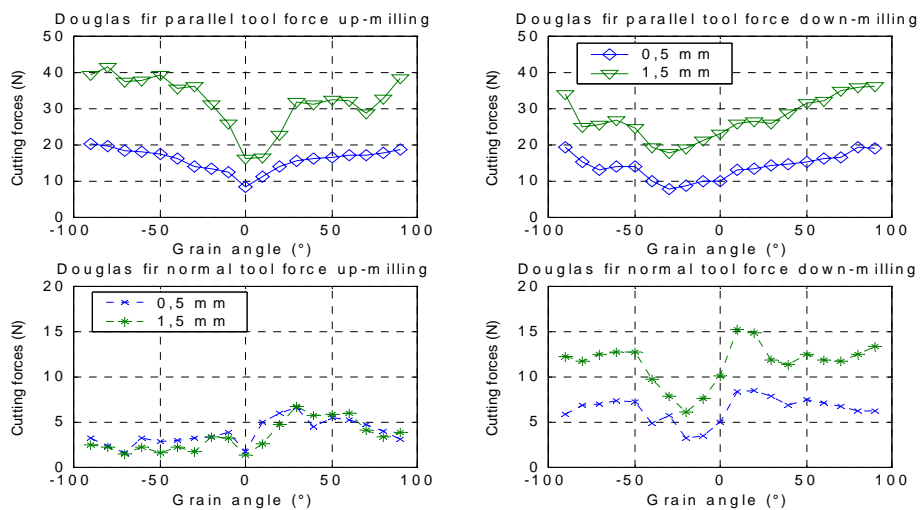 Douglas fir parallel tool force up-milling
Cutting forces (N)
50
40
30
20
10
0
-100
-50
0
50
100
Grain angle (°)
Douglas fir parallel tool force down-milling
0,5 mm
1,5 mm
Cutting forces (N)
50
40
30
20
10
0
-100
-50
0
50
100
Grain angle (°)
Douglas fir normal tool force up-milling
0,5 mm
1,5 mm
Cutting forces (N)
20
15
10
5
0
-100
-50
0
50
100
Grain angle (°)
Douglas fir normal tool force down-milling
Cutting forces (N)
20
15
10
5
0
-100
-50
0
50
100
Grain angle (°)